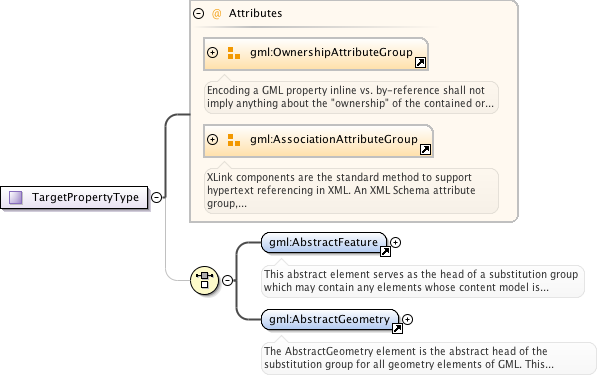 @ Attributes
gml:OwnershipAttributeGroup
Encoding a GML property inline vs. by-reference shall not
imply anything about the "ownership" of the contained or...
gml:AssociationAttributeGroup
XLink components are the standard method to support
hypertext referencing in XML. An XML Schema attribute
group,...
TargetPropertyType
gml:AbstractFeature
This abstract element serves as the head of a substitution group
which may contain any elements whose content model is...
gml:AbstractGeometry
The AbstractGeometry element is the abstract head of the
substitution group for all geometry elements of GML. This...